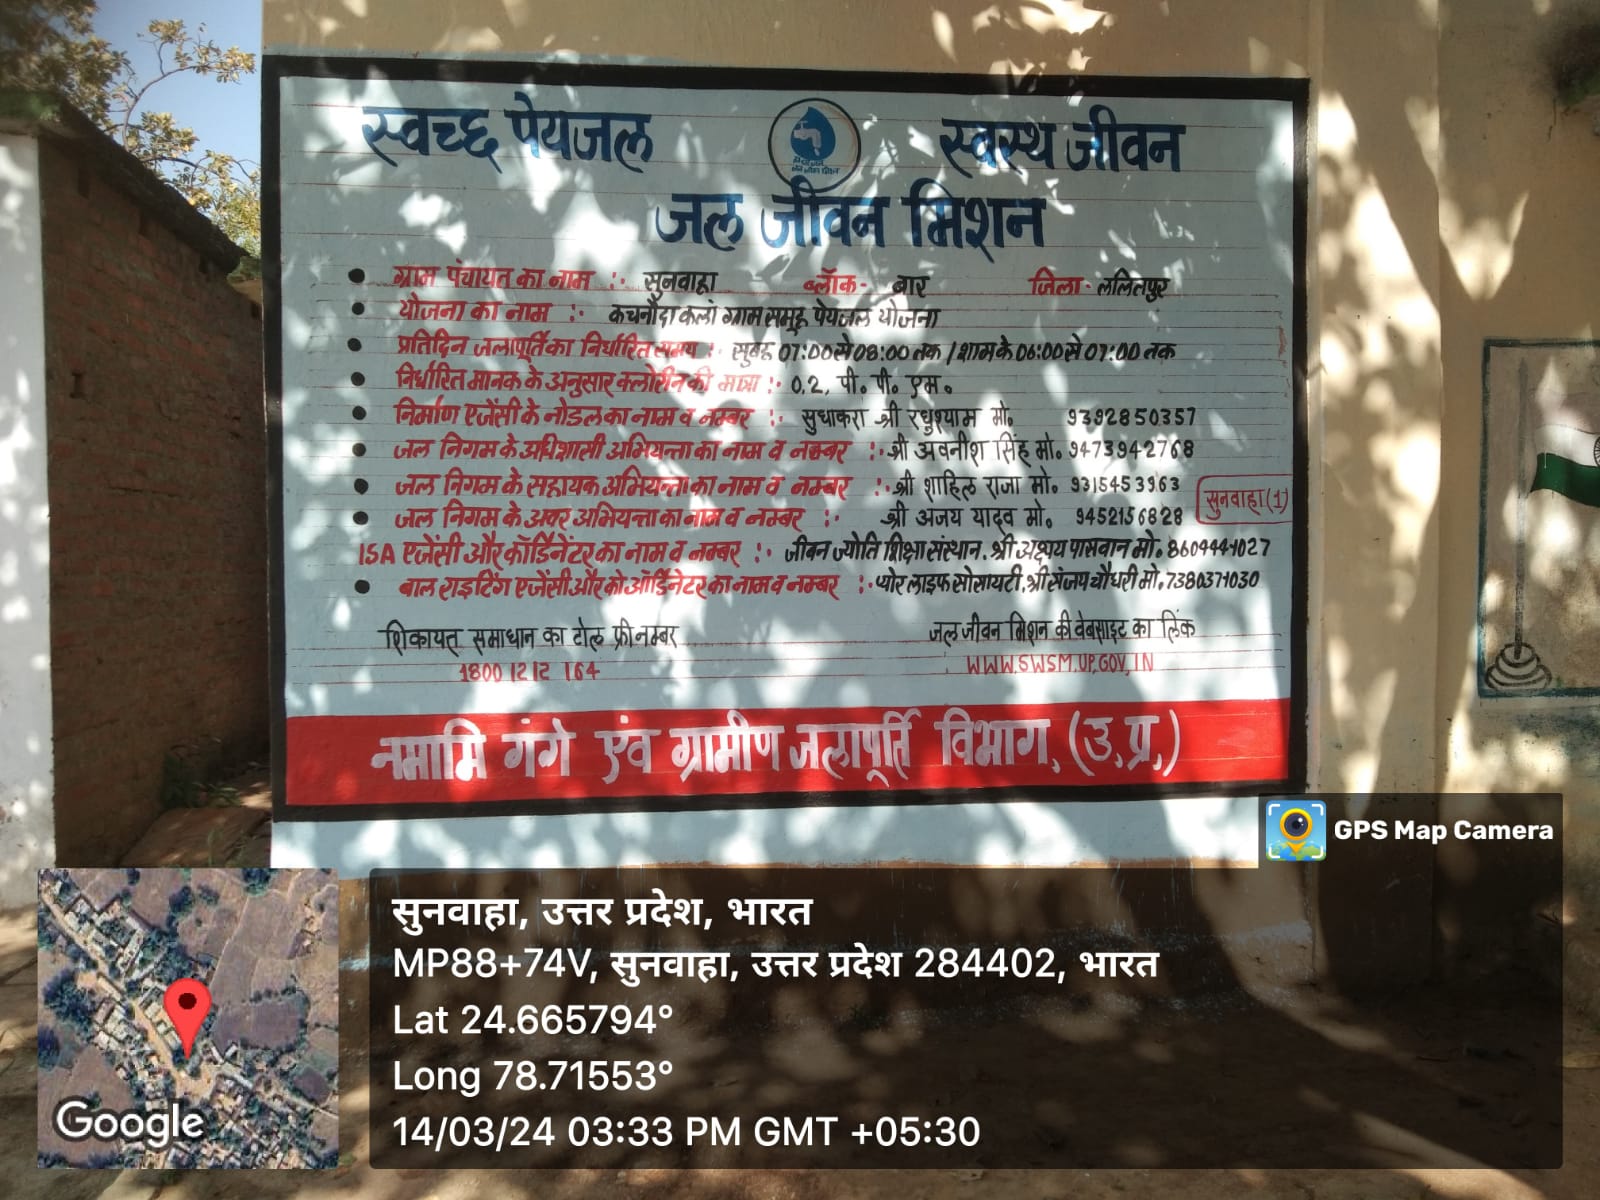 स्वच्छ पेयजल स्वस्थ जीवन
जल जीवन मिशन
ग्राम पंचायत का नाम :- सुनवाहा ब्लॉक- बार जिला- ललितपुर
योजना का नाम :- कचनौंदा कलां ग्राम समूह पेयजल योजना
प्रतिदिन जलापूर्ति का निर्धारित समय :- सुबह 07:00 से 08:00 तक / शाम के 06:00 से 07:00 तक
निर्धारित मानक के अनुसार क्लोरीन की मात्रा :- 0.2, पी. पी. एम.
निर्माण एजेंसी के नोडल का नाम व नम्बर :- सुधाकरा श्री रघुश्याम मो. 9392850357
जल निगम के अधिशासी अभियन्ता का नाम व नम्बर :- श्री अवनीश सिंह मो. 9473942768
जल निगम के सहायक अभियन्ता का नाम व नम्बर :- श्री शाहिल राजा मो. 9315453963
सुनवाहा (1)
जल निगम के अवर अभियन्ता का नाम व नम्बर :- श्री अजय यादव मो. 9452156828
ISA एजेंसी और कॉर्डिनेंटर का नाम व नम्बर :- जीवन ज्योति शिक्षा संस्थान. श्री अक्षय पासवान मो. 8609441027
बाल राइटिंग एजेंसी और को ऑर्डिनेटर का नाम व नम्बर :- प्योर लाइफ सोसायटी, श्री संजय चौधरी मो. 7380371030
शिकायत समाधान का टोल फ्री नम्बर जल जीवन मिशन की वेबसाइट का लिंक
1800 1212 164 WWW.SWSM.UP.GOV.IN
नमामि गंगे एंव ग्रामीण जलापूर्ति विभाग, (उ.प्र.)
GPS Map Camera
सुनवाहा, उत्तर प्रदेश, भारत
MP88+74V, सुनवाहा, उत्तर प्रदेश 284402, भारत
Lat 24.665794°
Long 78.71553°
14/03/24 03:33 PM GMT +05:30
Google